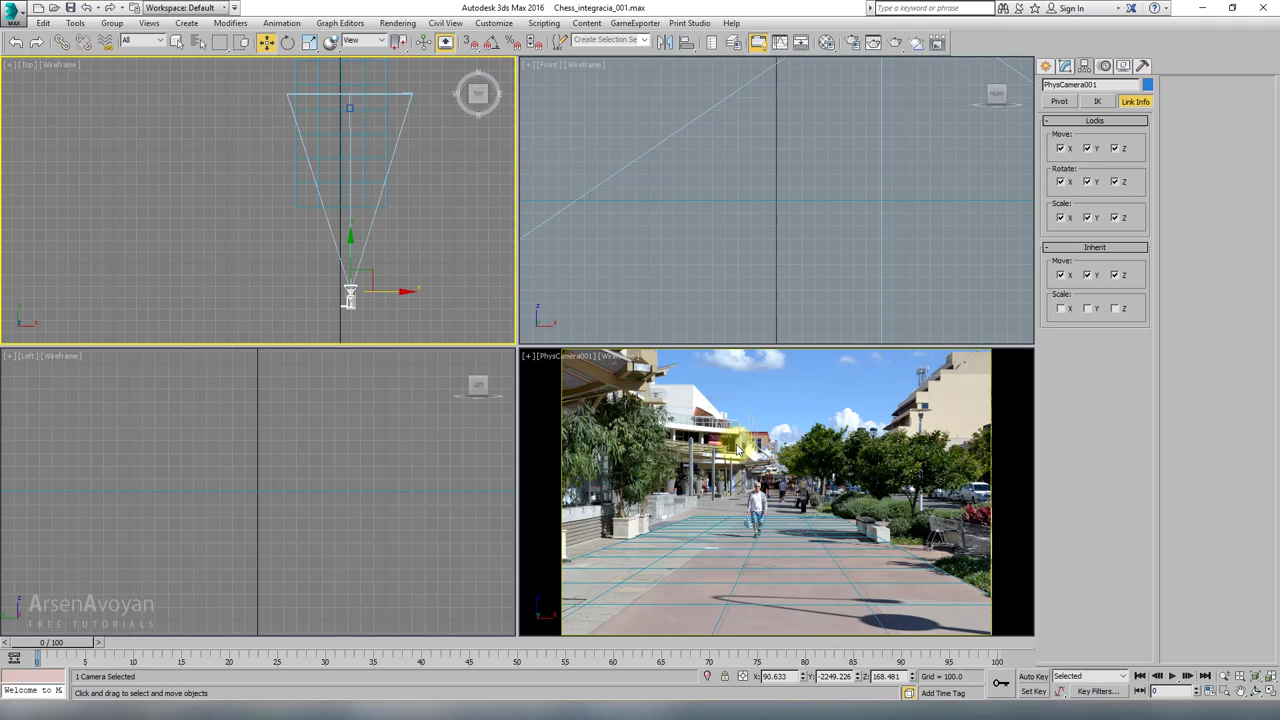 Workspace: Default
Autodesk 3ds Max 2016
Chess_integracia_001.max
Type a keyword or phrase
Sign In
MAX
Edit
Tools
Group
Views
Create
Modifiers
Animation
Graph Editors
Rendering
Civil View
Customize
Scripting
Content
GameExporter
Print Studio
Help
All
View
3
Create Selection Se
[+] [Top] [Wireframe]
[+] [Front] [Wireframe]
N
W
TOP
FRONT
y
x
z
PhysCamera001
Pivot
IK
Link Info
- Locks
Move:
X Y Z
Rotate:
X Y Z
Scale:
X Y Z
- Inherit
Move:
X Y Z
Scale:
X Y Z
[+] [Left] [Wireframe]
[+] [PhysCamera001]
LEFT
ArsenAvoyan
FREE TUTORIALS
< 0 / 100 >
0 5 10 15 20 25 30 35 40 45 50 55 60 65 70 75 80 85 90 95 100
1 Camera Selected
X: 90.633
Y: -2249.226
Z: 168.481
Grid = 100.0
Auto Key
Selected
Welcome to M
Click and drag to select and move objects
Add Time Tag
Set Key
Key Filters...
0